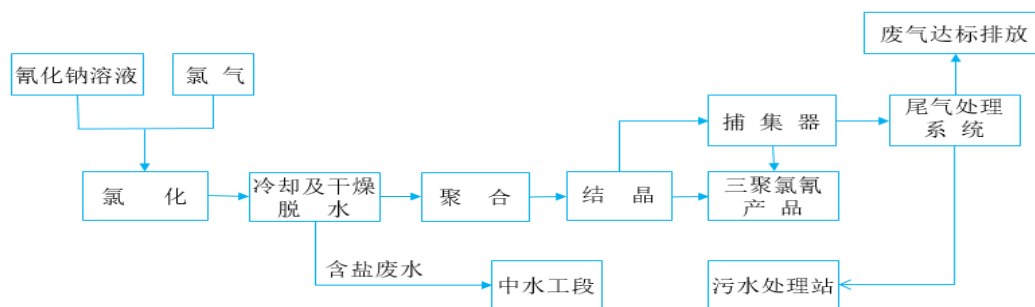 废气达标排放
氰化钠溶液
氯 气
捕 集 器
尾气处理
系 统
氯 化
冷却及干燥
脱 水
聚 合
结 晶
三聚氯氰
产 品
含盐废水
中水工段
污水处理站